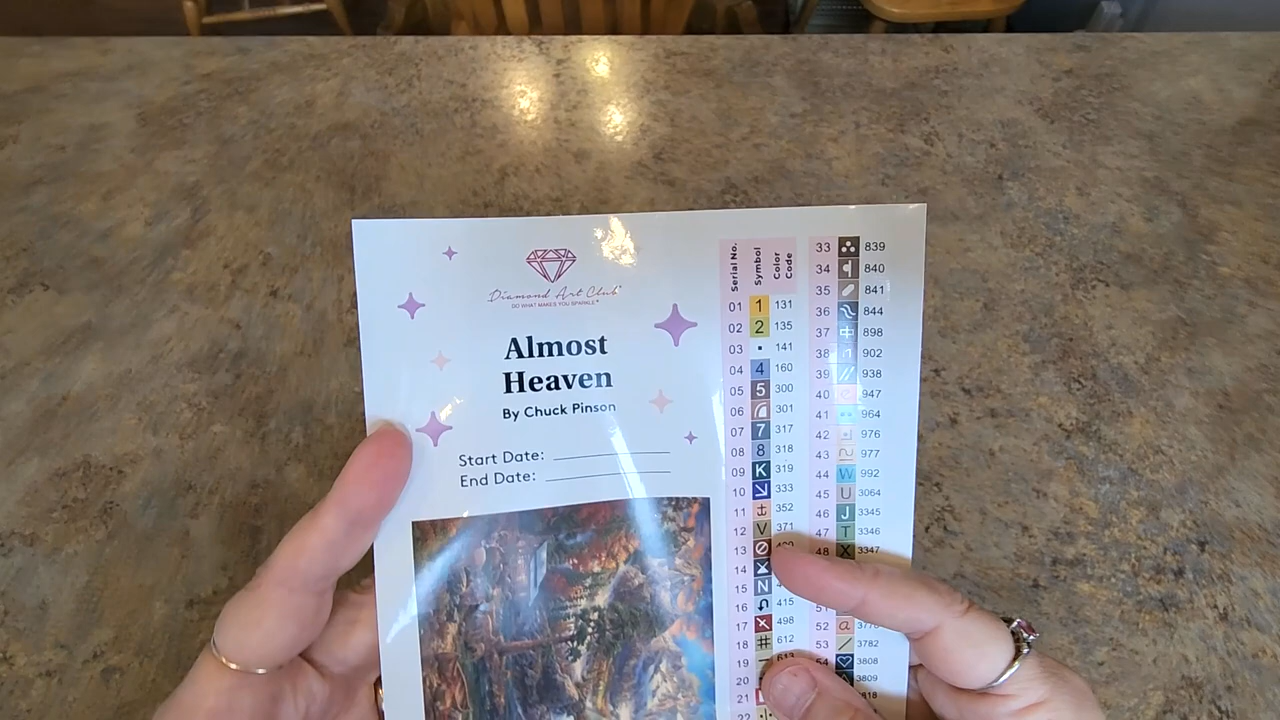 Diamond Art Club
DO WHAT MAKES YOU SPARKLE
Almost
Heaven
By Chuck Pinson
Start Date:
End Date:
Serial No. Symbol Color Code
01 1 131
02 2 135
03 141
04 4 160
05 5 300
06 301
07 7 317
08 8 318
09 K 319
10 333
11 ± 352
12 V 371
13
14
15 N
16 415
17 498
18 # 612
19 613
20
21
22
33 839
34 840
35 841
36 844
37 898
38 902
39 // 938
40 947
41 964
42 976
43 977
44 W 992
45 U 3064
46 J 3345
47 T 3346
48 X 3347
52 a
53 / 3782
54 3808
3809